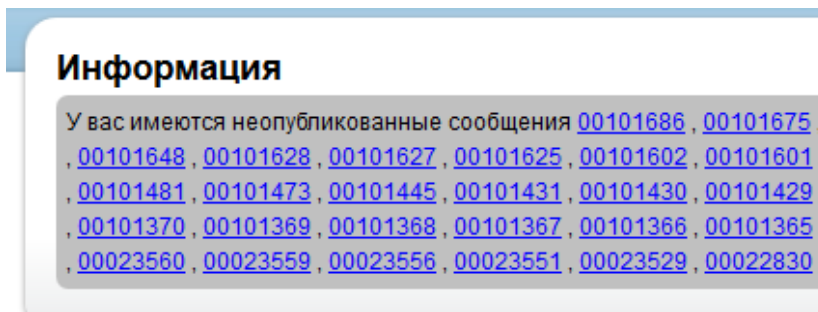 Информация
У вас имеются неопубликованные сообщения 00101686 , 00101675
, 00101648 , 00101628 , 00101627 , 00101625 , 00101602 , 00101601
, 00101481 , 00101473 , 00101445 , 00101431 , 00101430 , 00101429
, 00101370 , 00101369 , 00101368 , 00101367 , 00101366 , 00101365
, 00023560 , 00023559 , 00023556 , 00023551 , 00023529 , 00022830